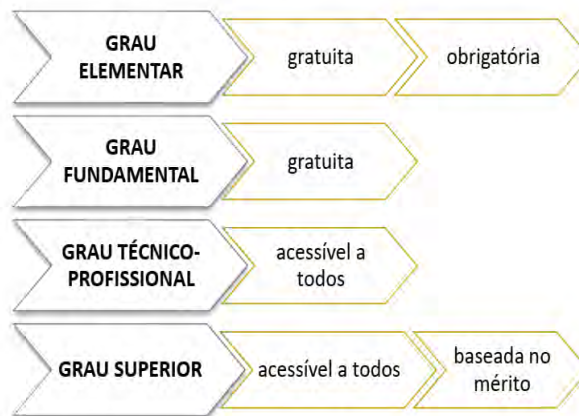 GRAU
ELEMENTAR
gratuita
obrigatória
GRAU
FUNDAMENTAL
gratuita
GRAU TÉCNICO-
PROFISSIONAL
acessível a
todos
GRAU SUPERIOR
acessível a todos
baseada no
mérito